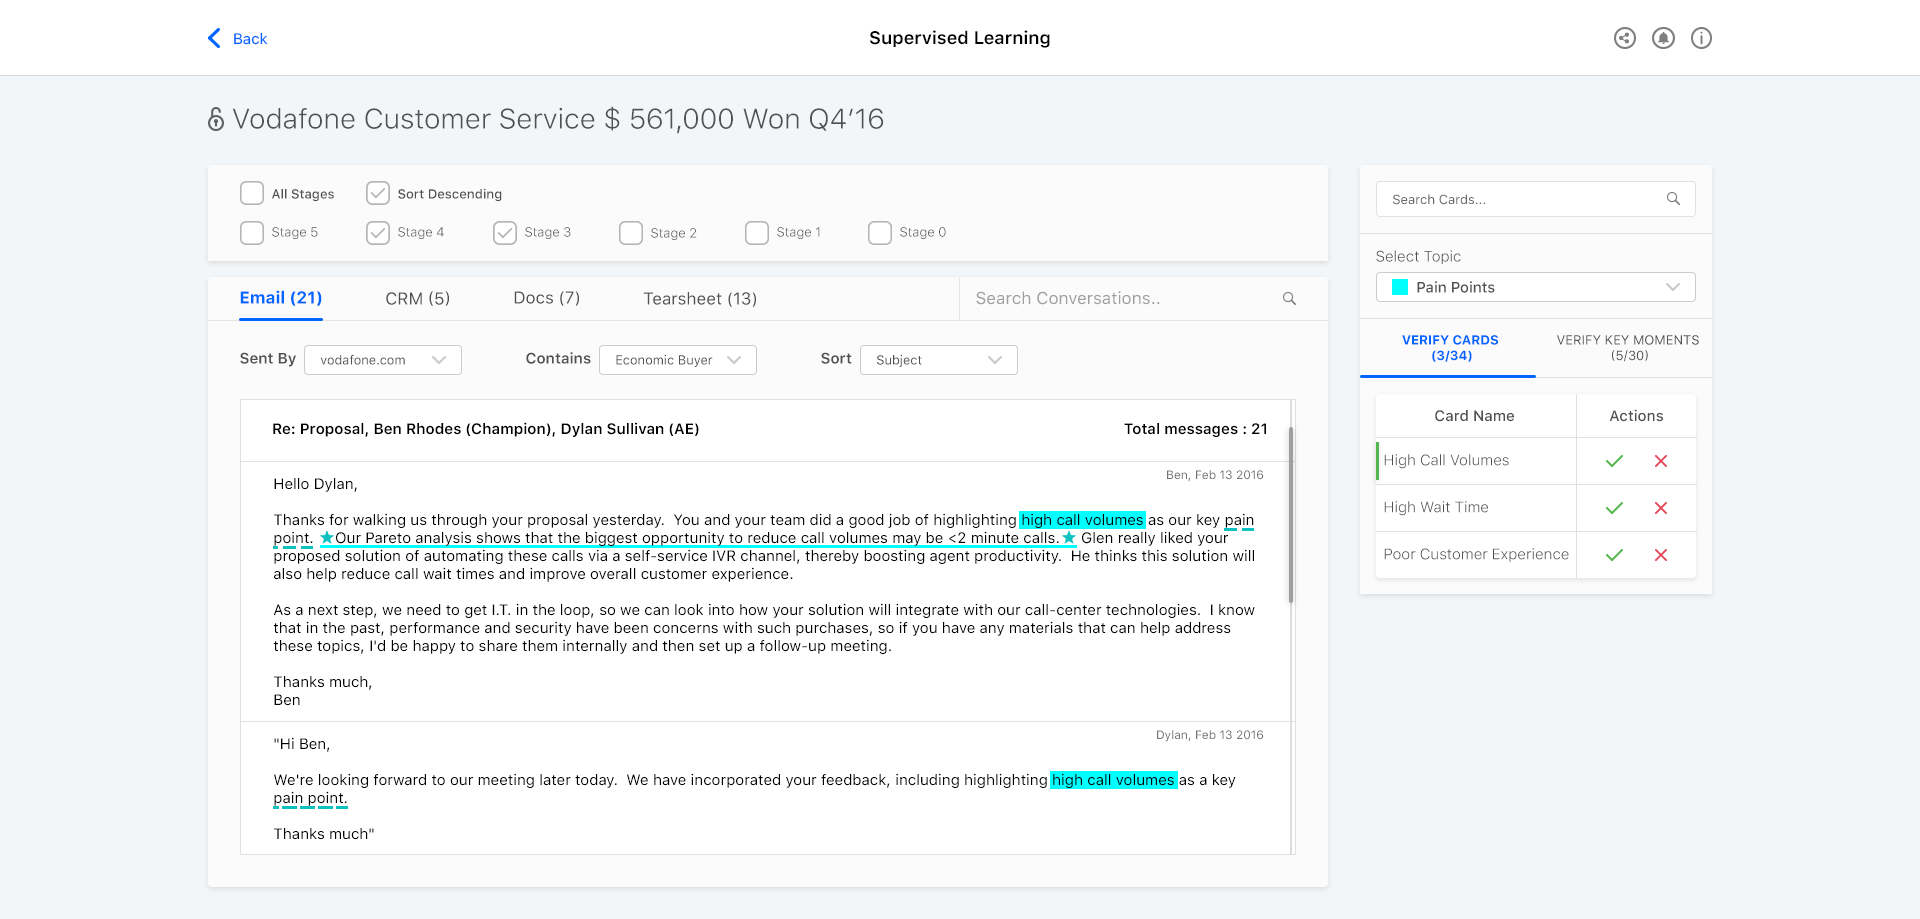 Back
Supervised Learning
Vodafone Customer Service $ 561,000 Won Q4’16
All Stages
Sort Descending
Stage 5
Stage 4
Stage 3
Stage 2
Stage 1
Stage 0
Email (21)
CRM (5)
Docs (7)
Tearsheet (13)
Search Conversations..
Sent By
vodafone.com
Contains
Economic Buyer
Sort
Subject
Re: Proposal, Ben Rhodes (Champion), Dylan Sullivan (AE)
Total messages : 21
Ben, Feb 13 2016
Hello Dylan,
Thanks for walking us through your proposal yesterday.  You and your team did a good job of highlighting high call volumes as our key pain
point. ★Our Pareto analysis shows that the biggest opportunity to reduce call volumes may be <2 minute calls.★ Glen really liked your
proposed solution of automating these calls via a self-service IVR channel, thereby boosting agent productivity.  He thinks this solution will
also help reduce call wait times and improve overall customer experience.
As a next step, we need to get I.T. in the loop, so we can look into how your solution will integrate with our call-center technologies.  I know
that in the past, performance and security have been concerns with such purchases, so if you have any materials that can help address
these topics, I'd be happy to share them internally and then set up a follow-up meeting.
Thanks much,
Ben
Dylan, Feb 13 2016
"Hi Ben,
We're looking forward to our meeting later today.  We have incorporated your feedback, including highlighting high call volumes as a key
pain point.
Thanks much"
Search Cards...
Select Topic
Pain Points
VERIFY CARDS
(3/34)
VERIFY KEY MOMENTS
(5/30)
Card Name
Actions
High Call Volumes
High Wait Time
Poor Customer Experience